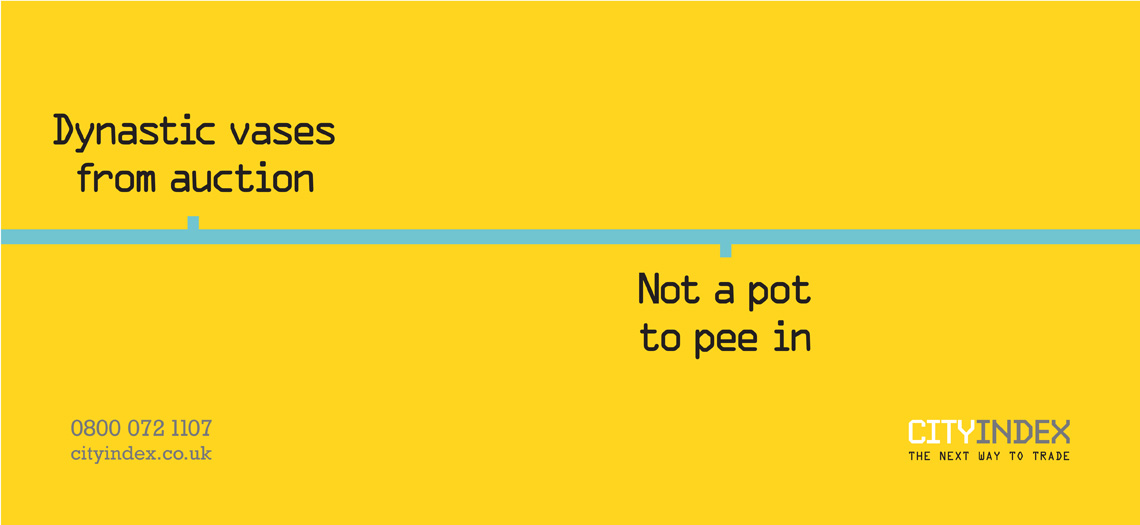 Dynastic vases
from auction
Not a pot
to pee in
0800 072 1107
cityindex.co.uk
CITYINDEX
THE NEXT WAY TO TRADE